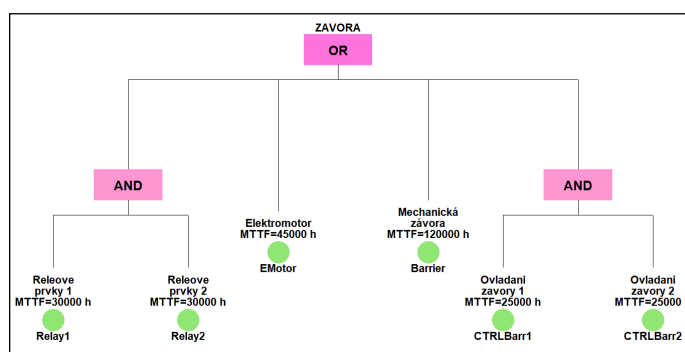 ZAVORA
OR
AND
AND
Elektromotor
MTTF=45000 h
EMotor
Mechanická
závora
MTTF=120000 h
Barrier
Releove
prvky 1
MTTF=30000 h
Relay1
Releove
prvky 2
MTTF=30000 h
Relay2
Ovladani
zavory 1
MTTF=25000 h
CTRLBarr1
Ovladani
zavory 2
MTTF=25000
CTRLBarr2